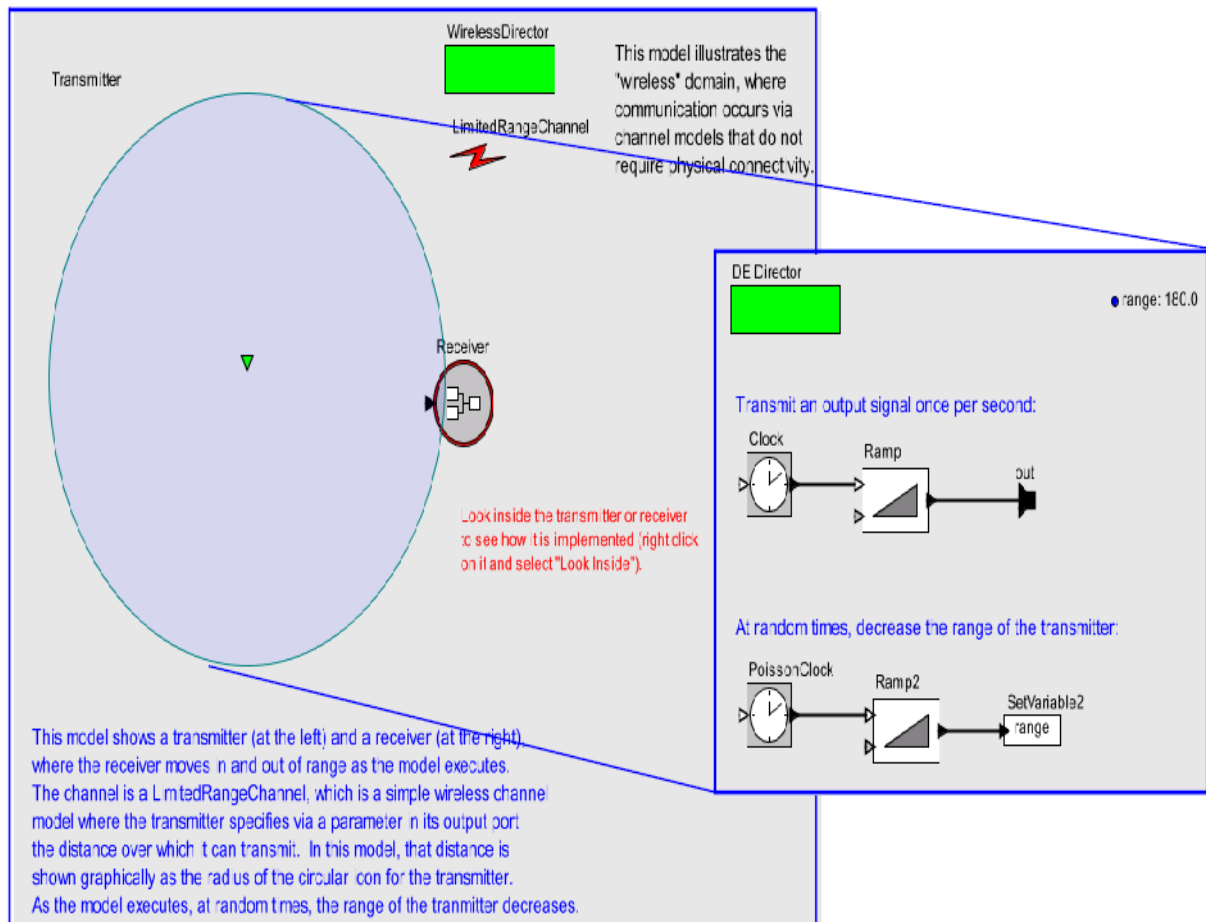 WirelessDirector
Transmitter
This model illustrates the
"wreless" domain, where
communication occurs via
channel models that do not
require physical connectivity.
LimitedRangeChannel
DE Director
range: 180.0
Receiver
Transmit an output signal once per second:
Clock
Ramp
out
Look inside the transmitter or receiver
to see how it is implemented (right click
on it and select "Look Inside").
At random times, decrease the range of the transmitter:
PoissonClock
Ramp2
SetVariable2
range
This model shows a transmitter (at the left) and a receiver (at the right),
where the receiver moves in and out of range as the model executes.
The channel is a LimitedRangeChannel, which is a simple wireless channel
model where the transmitter specifies via a parameter in its output port
the distance over which it can transmit. In this model, that distance is
shown graphically as the radius of the circular icon for the transmitter.
As the model executes, at random times, the range of the tranmitter decreases.